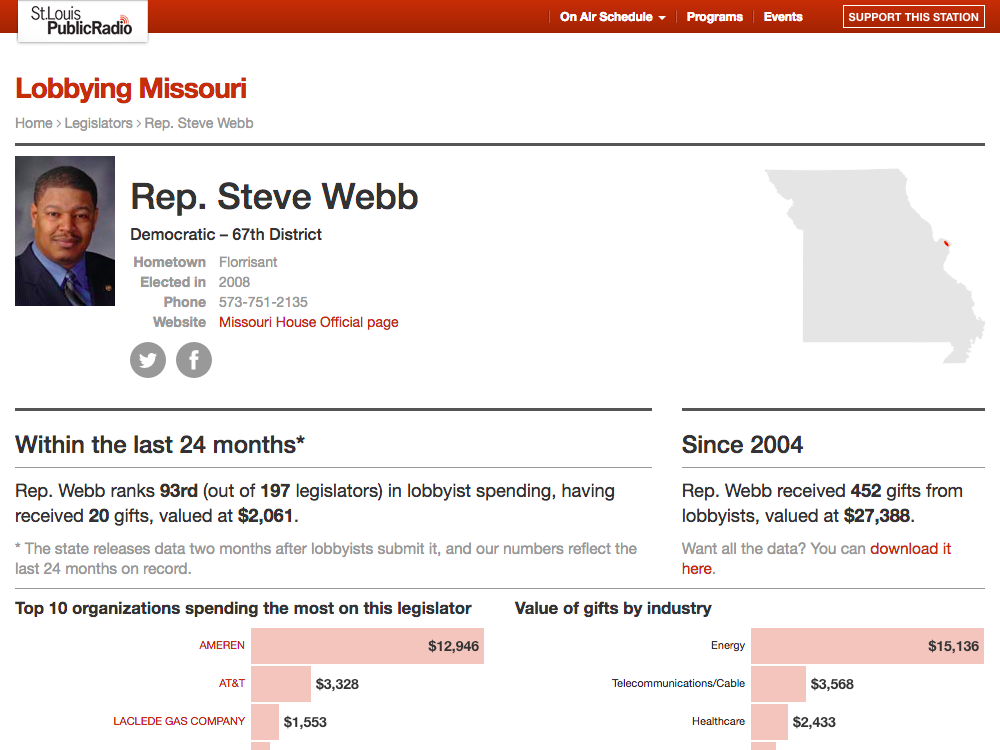 St.Louis
PublicRadio
On Air Schedule
Programs
Events
SUPPORT THIS STATION
Lobbying Missouri
Home › Legislators › Rep. Steve Webb
Rep. Steve Webb
Democratic – 67th District
Hometown Florrisant
Elected in 2008
Phone 573-751-2135
Website Missouri House Official page
Within the last 24 months*
Rep. Webb ranks 93rd (out of 197 legislators) in lobbyist spending, having
received 20 gifts, valued at $2,061.
* The state releases data two months after lobbyists submit it, and our numbers reflect the
last 24 months on record.
Since 2004
Rep. Webb received 452 gifts from
lobbyists, valued at $27,388.
Want all the data? You can download it
here.
Top 10 organizations spending the most on this legislator
AMEREN $12,946
AT&T $3,328
LACLEDE GAS COMPANY $1,553
Value of gifts by industry
Energy $15,136
Telecommunications/Cable $3,568
Healthcare $2,433